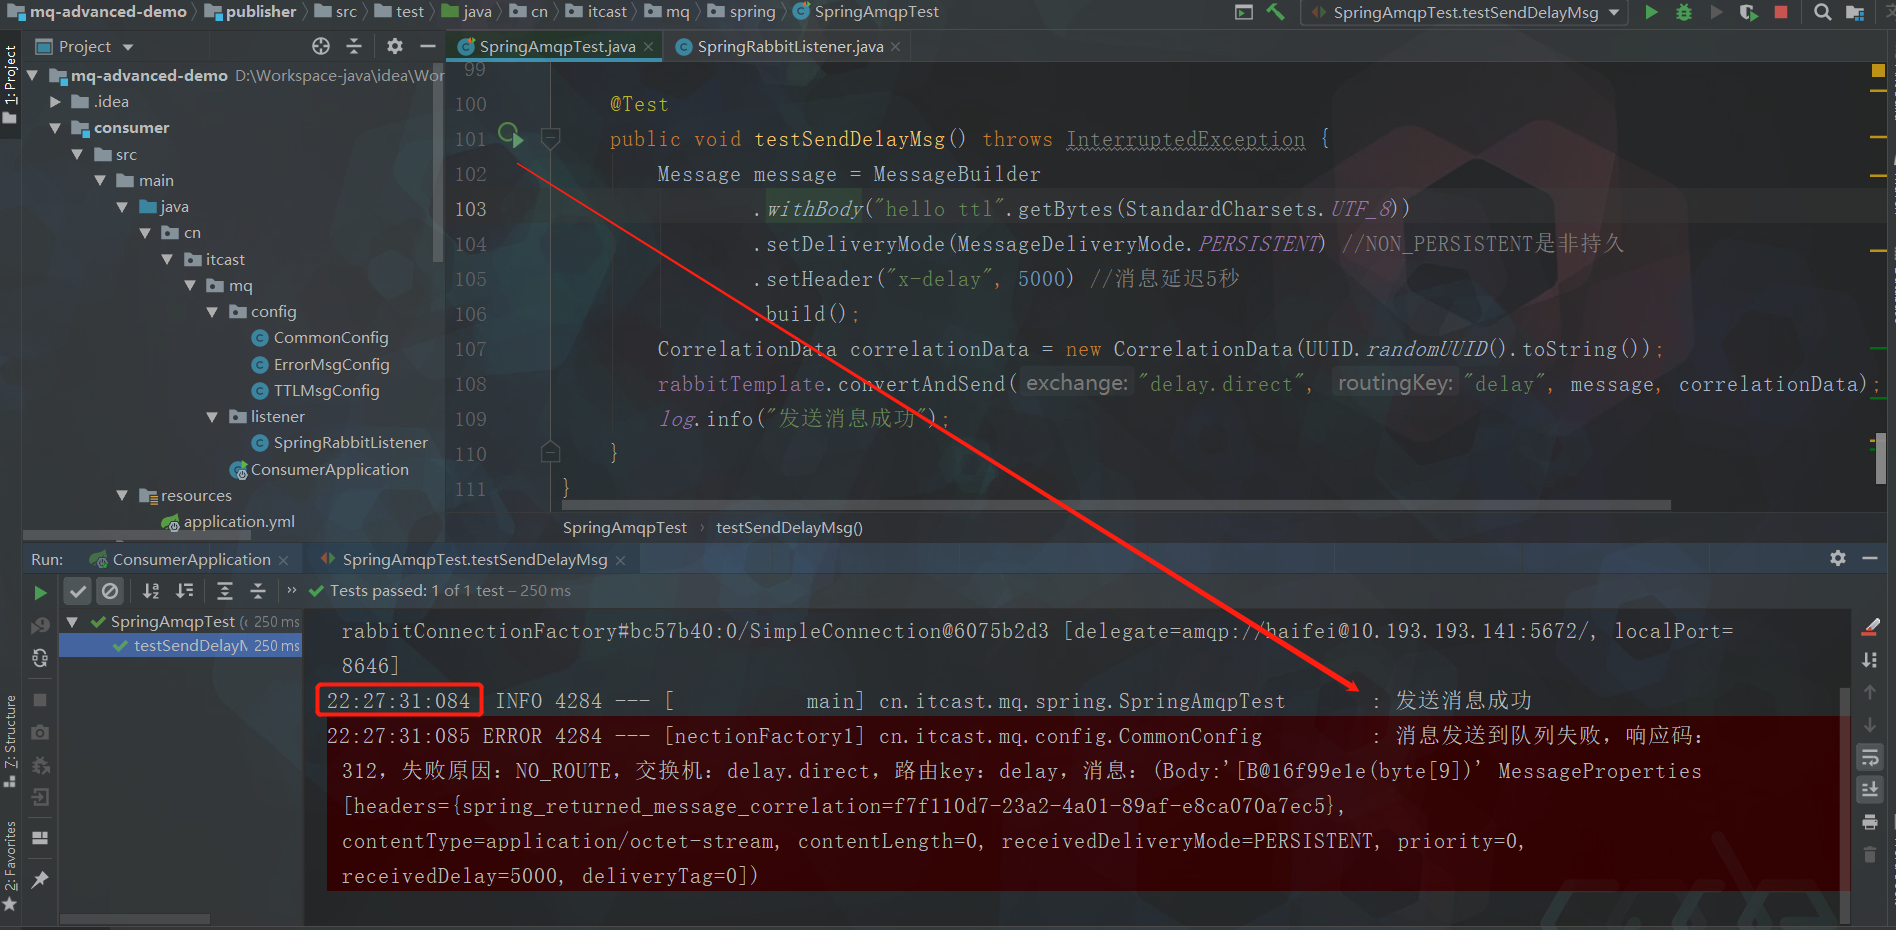 mq-advanced-demo publisher src test java cn itcast mq spring SpringAmqpTest SpringAmqpTest.testSendDelayMsg
1: Project
Project
SpringAmqpTest.java SpringRabbitListener.java
mq-advanced-demo D:\Workspace-java\idea\Wor
.idea
consumer
src
main
java
cn
itcast
mq
config
CommonConfig
ErrorMsgConfig
TTLMsgConfig
listener
SpringRabbitListener
ConsumerApplication
resources
application.yml
99
100 @Test
101 public void testSendDelayMsg() throws InterruptedException {
102 Message message = MessageBuilder
103 .withBody("hello ttl".getBytes(StandardCharsets.UTF_8))
104 .setDeliveryMode(MessageDeliveryMode.PERSISTENT) //NON_PERSISTENT是非持久
105 .setHeader("x-delay", 5000) //消息延迟5秒
106 .build();
107 CorrelationData correlationData = new CorrelationData(UUID.randomUUID().toString());
108 rabbitTemplate.convertAndSend( exchange: "delay.direct", routingKey: "delay", message, correlationData);
109 log.info("发送消息成功");
110 }
111 }
SpringAmqpTest testSendDelayMsg()
Run: ConsumerApplication SpringAmqpTest.testSendDelayMsg
Tests passed: 1 of 1 test – 250 ms
SpringAmqpTest (c 250 ms
testSendDelayM 250 ms
rabbitConnectionFactory#bc57b40:0/SimpleConnection@6075b2d3 [delegate=amqp://haifei@10.193.193.141:5672/, localPort=
8646]
22:27:31:084 INFO 4284 --- [ main] cn.itcast.mq.spring.SpringAmqpTest : 发送消息成功
22:27:31:085 ERROR 4284 --- [nectionFactory1] cn.itcast.mq.config.CommonConfig : 消息发送到队列失败，响应码：
312，失败原因：NO_ROUTE，交换机：delay.direct，路由key：delay，消息：(Body:'[B@16f99e1e(byte[9])' MessageProperties
[headers={spring_returned_message_correlation=f7f110d7-23a2-4a01-89af-e8ca070a7ec5},
contentType=application/octet-stream, contentLength=0, receivedDeliveryMode=PERSISTENT, priority=0,
receivedDelay=5000, deliveryTag=0])
7: Structure
2: Favorites